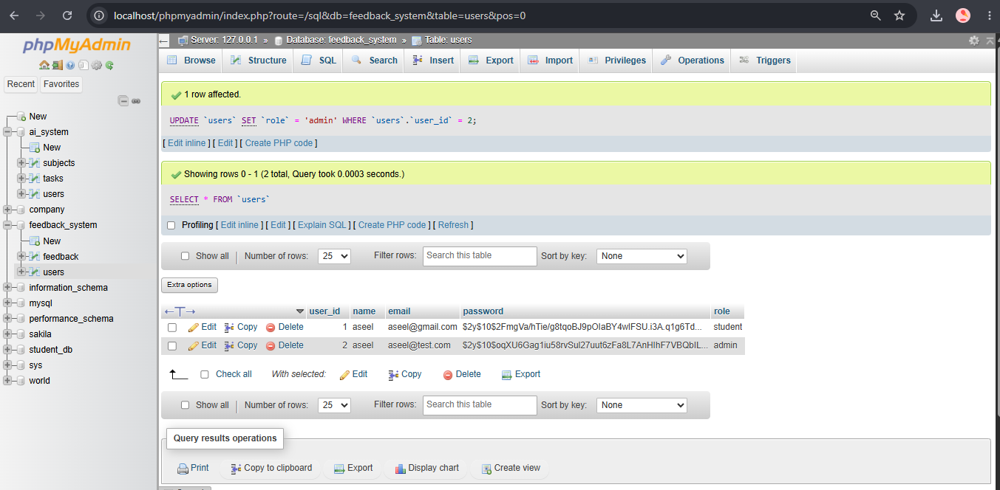 localhost/phpmyadmin/index.php?route=/sql&db=feedback_system&table=users&pos=0
phpMyAdmin
Recent Favorites
New
ai_system
New
subjects
tasks
users
company
feedback_system
New
feedback
users
information_schema
mysql
performance_schema
sakila
student_db
sys
world
Server: 127.0.0.1 » Database: feedback_system » Table: users
Browse Structure SQL Search Insert Export Import Privileges Operations Triggers
1 row affected.
UPDATE `users` SET `role` = 'admin' WHERE `users`.`user_id` = 2;
[ Edit inline ] [ Edit ] [ Create PHP code ]
Showing rows 0 - 1 (2 total, Query took 0.0003 seconds.)
SELECT * FROM `users`
Profiling [ Edit inline ] [ Edit ] [ Explain SQL ] [ Create PHP code ] [ Refresh ]
Show all | Number of rows: 25 Filter rows: Search this table Sort by key: None
Extra options
←T→ user_id name email password role
Edit Copy Delete 1 aseel aseel@gmail.com $2y$10$2FmgVa/hTie/g8tqoBJ9pOIaBY4wlFSU.i3A.q1g6Td... student
Edit Copy Delete 2 aseel aseel@test.com $2y$10$oqXU6Gag1iu58rvSul27uut6zFa8L7AnHlhF7VBQblL... admin
Check all With selected: Edit Copy Delete Export
Show all | Number of rows: 25 Filter rows: Search this table Sort by key: None
Query results operations
Print Copy to clipboard Export Display chart Create view